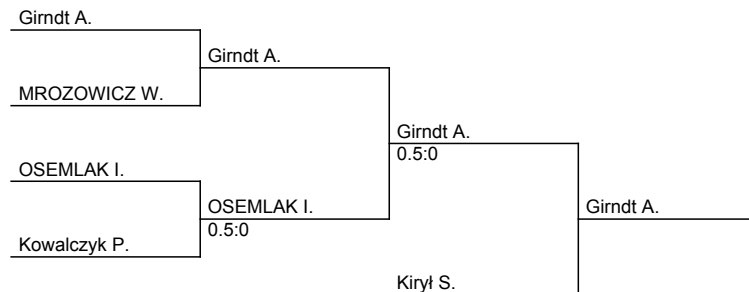 Girndt A.
Girndt A.
MROZOWICZ W.
Girndt A.
0.5:0
OSEMLAK I.
OSEMLAK I.
0.5:0
Girndt A.
Kowalczyk P.
Kirył S.